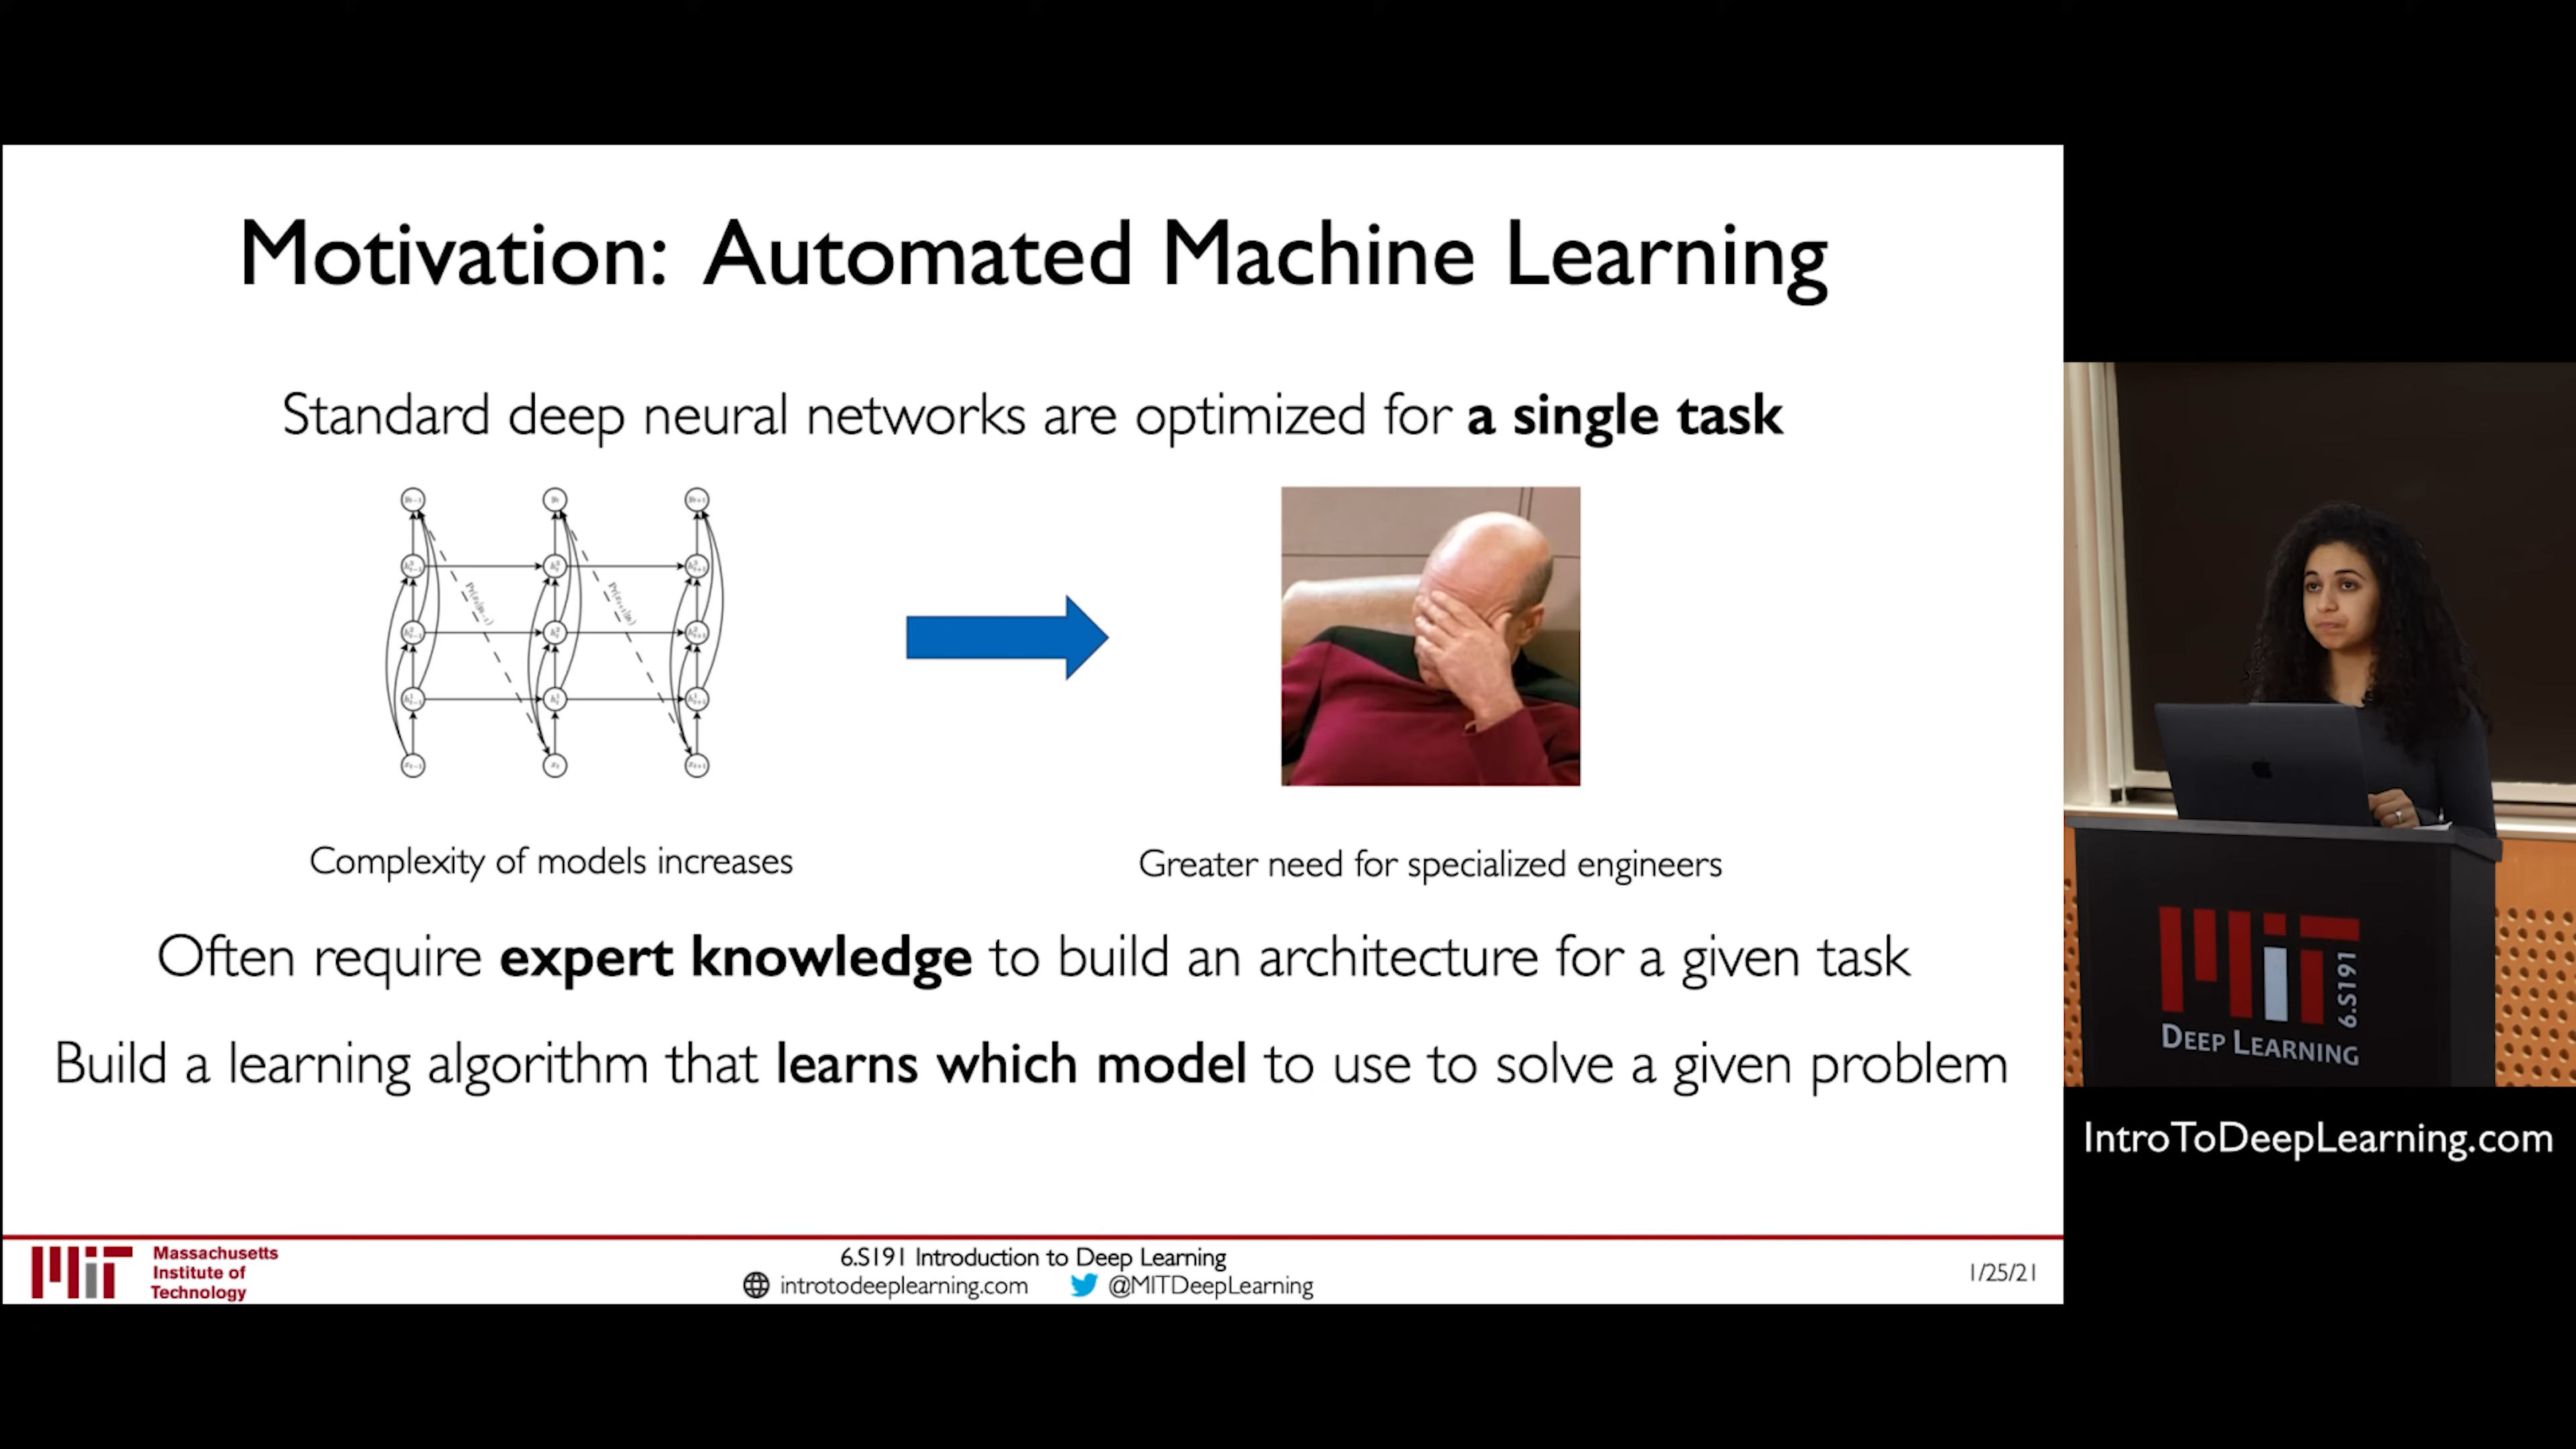 Motivation: Automated Machine Learning
Standard deep neural networks are optimized for a single task
Complexity of models increases
Greater need for specialized engineers
Often require expert knowledge to build an architecture for a given task
Build a learning algorithm that learns which model to use to solve a given problem
Massachusetts
Institute of
Technology
6.S191 Introduction to Deep Learning
introtodeeplearning.com @MITDeepLearning
1/25/21
MIT
6.S191
DEEP LEARNING
IntroToDeepLearning.com